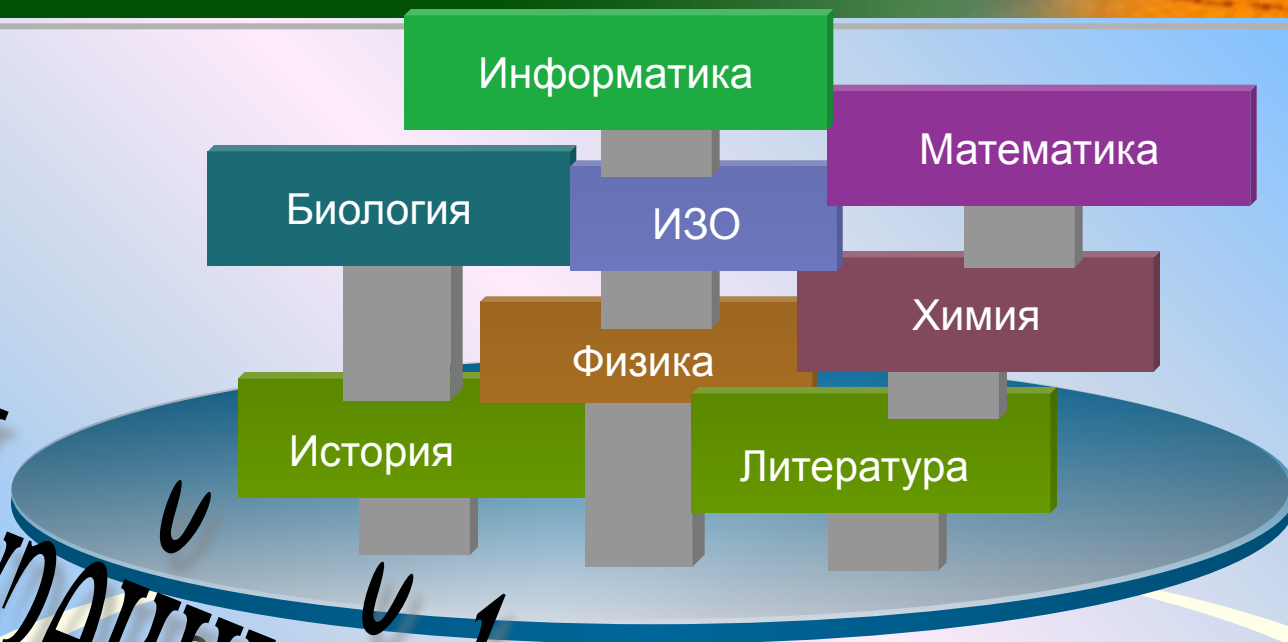 Информатика
Математика
Биология
ИЗО
Химия
Физика
История
Литература